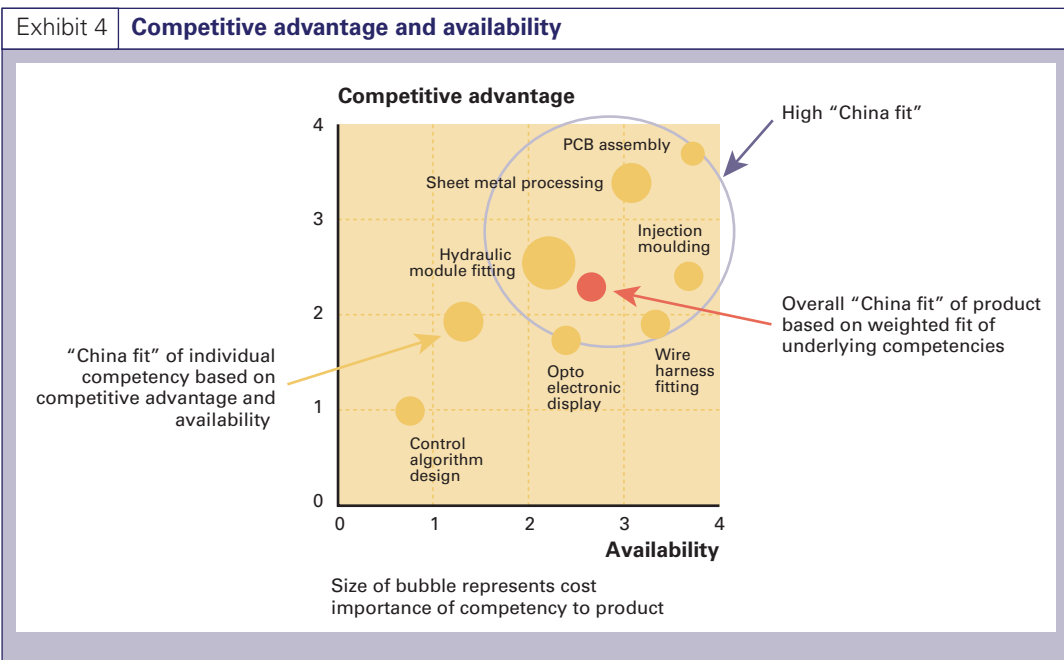 Exhibit 4
Competitive advantage and availability
Competitive advantage
High “China fit”
4
PCB assembly
Sheet metal processing
3
Injection
moulding
Hydraulic
module fitting
Overall “China fit” of product
based on weighted fit of
underlying competencies
2
“China fit” of individual
competency based on
competitive advantage and
availability
Wire
harness
fitting
Opto
electronic
display
1
Control
algorithm
design
0
0 1 2 3 4
Availability
Size of bubble represents cost
importance of competency to product